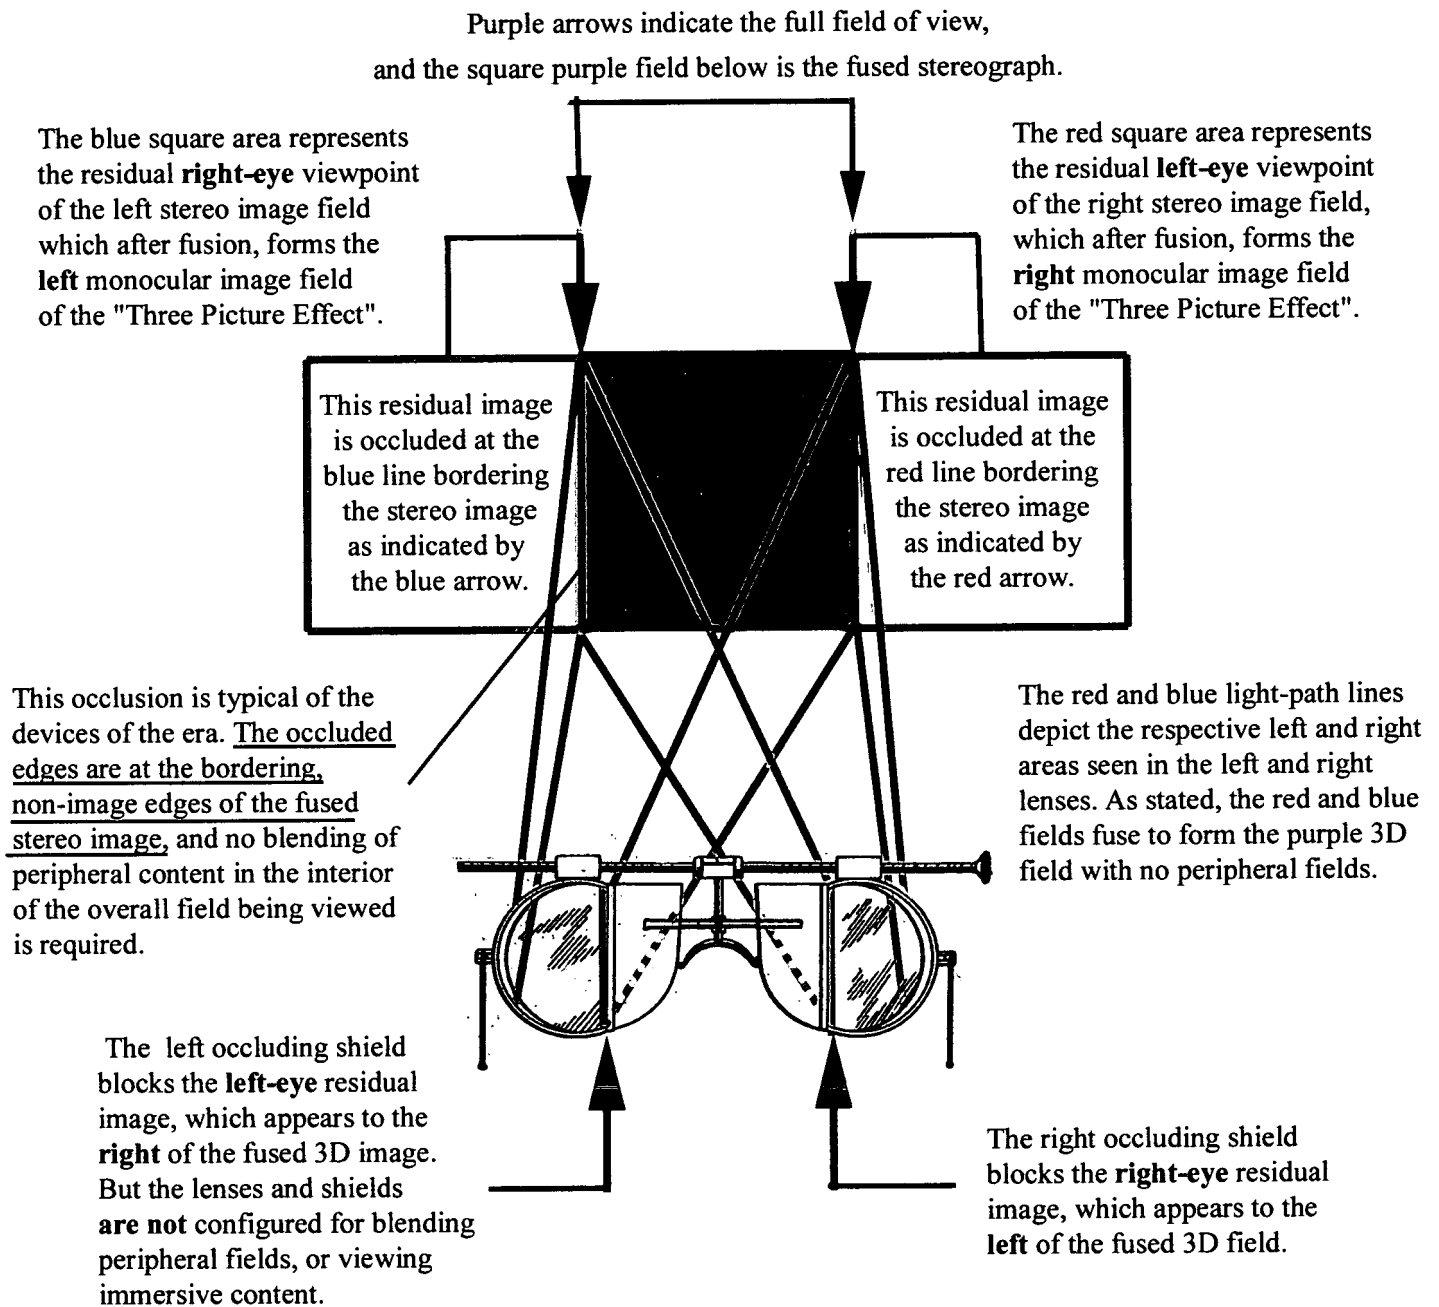 Purple arrows indicate the full field of view,
and the square purple field below is the fused stereograph.
The blue square area represents
the residual right-eye viewpoint
of the left stereo image field
which after fusion, forms the
left monocular image field
of the "Three Picture Effect".
The red square area represents
the residual left-eye viewpoint
of the right stereo image field,
which after fusion, forms the
right monocular image field
of the "Three Picture Effect".
This residual image
is occluded at the
blue line bordering
the stereo image
as indicated by
the blue arrow.
This residual image
is occluded at the
red line bordering
the stereo image
as indicated by
the red arrow.
This occlusion is typical of the
devices of the era. The occluded
edges are at the bordering,
non-image edges of the fused
stereo image, and no blending of
peripheral content in the interior
of the overall field being viewed
is required.
The red and blue light-path lines
depict the respective left and right
areas seen in the left and right
lenses. As stated, the red and blue
fields fuse to form the purple 3D
field with no peripheral fields.
The left occluding shield
blocks the left-eye residual
image, which appears to the
right of the fused 3D image.
But the lenses and shields
are not configured for blending
peripheral fields, or viewing
immersive content.
The right occluding shield
blocks the right-eye residual
image, which appears to the
left of the fused 3D field.